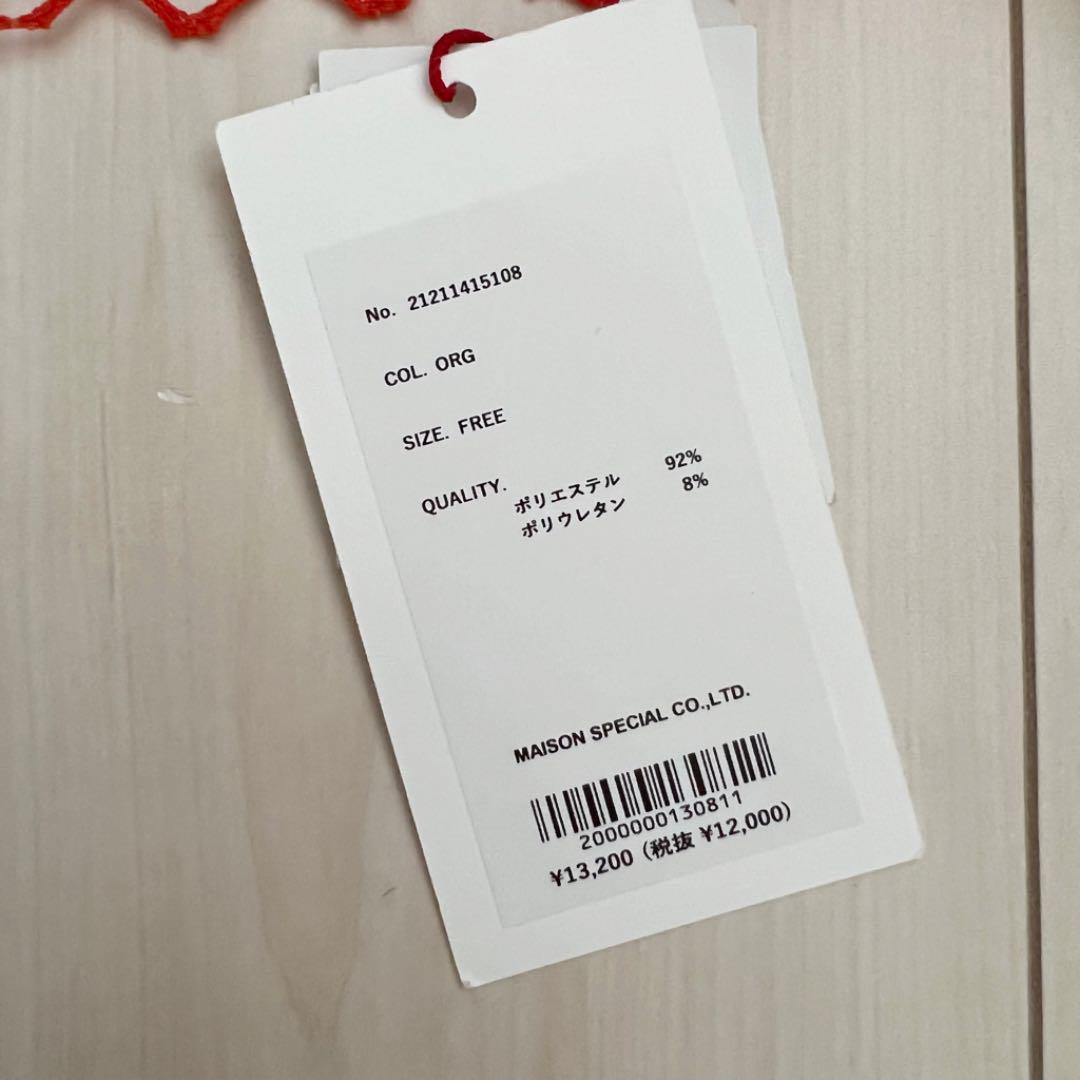 No. 21211415108
COL. ORG
SIZE. FREE
QUALITY.
ポリエステル 92%
ポリウレタン 8%
MAISON SPECIAL CO.,LTD.
2000000130811
¥13,200 (税抜 ¥12,000)